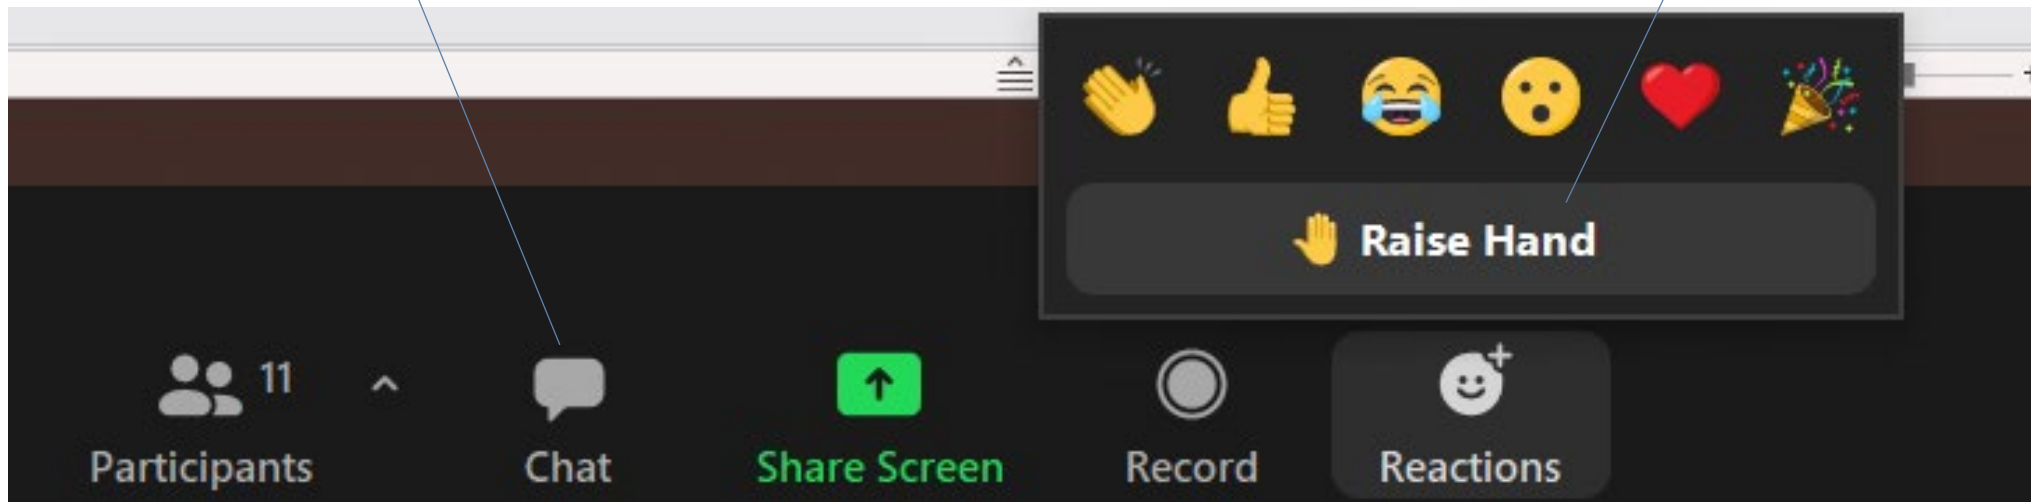 Raise Hand
11
Participants
Chat
Share Screen
Record
Reactions